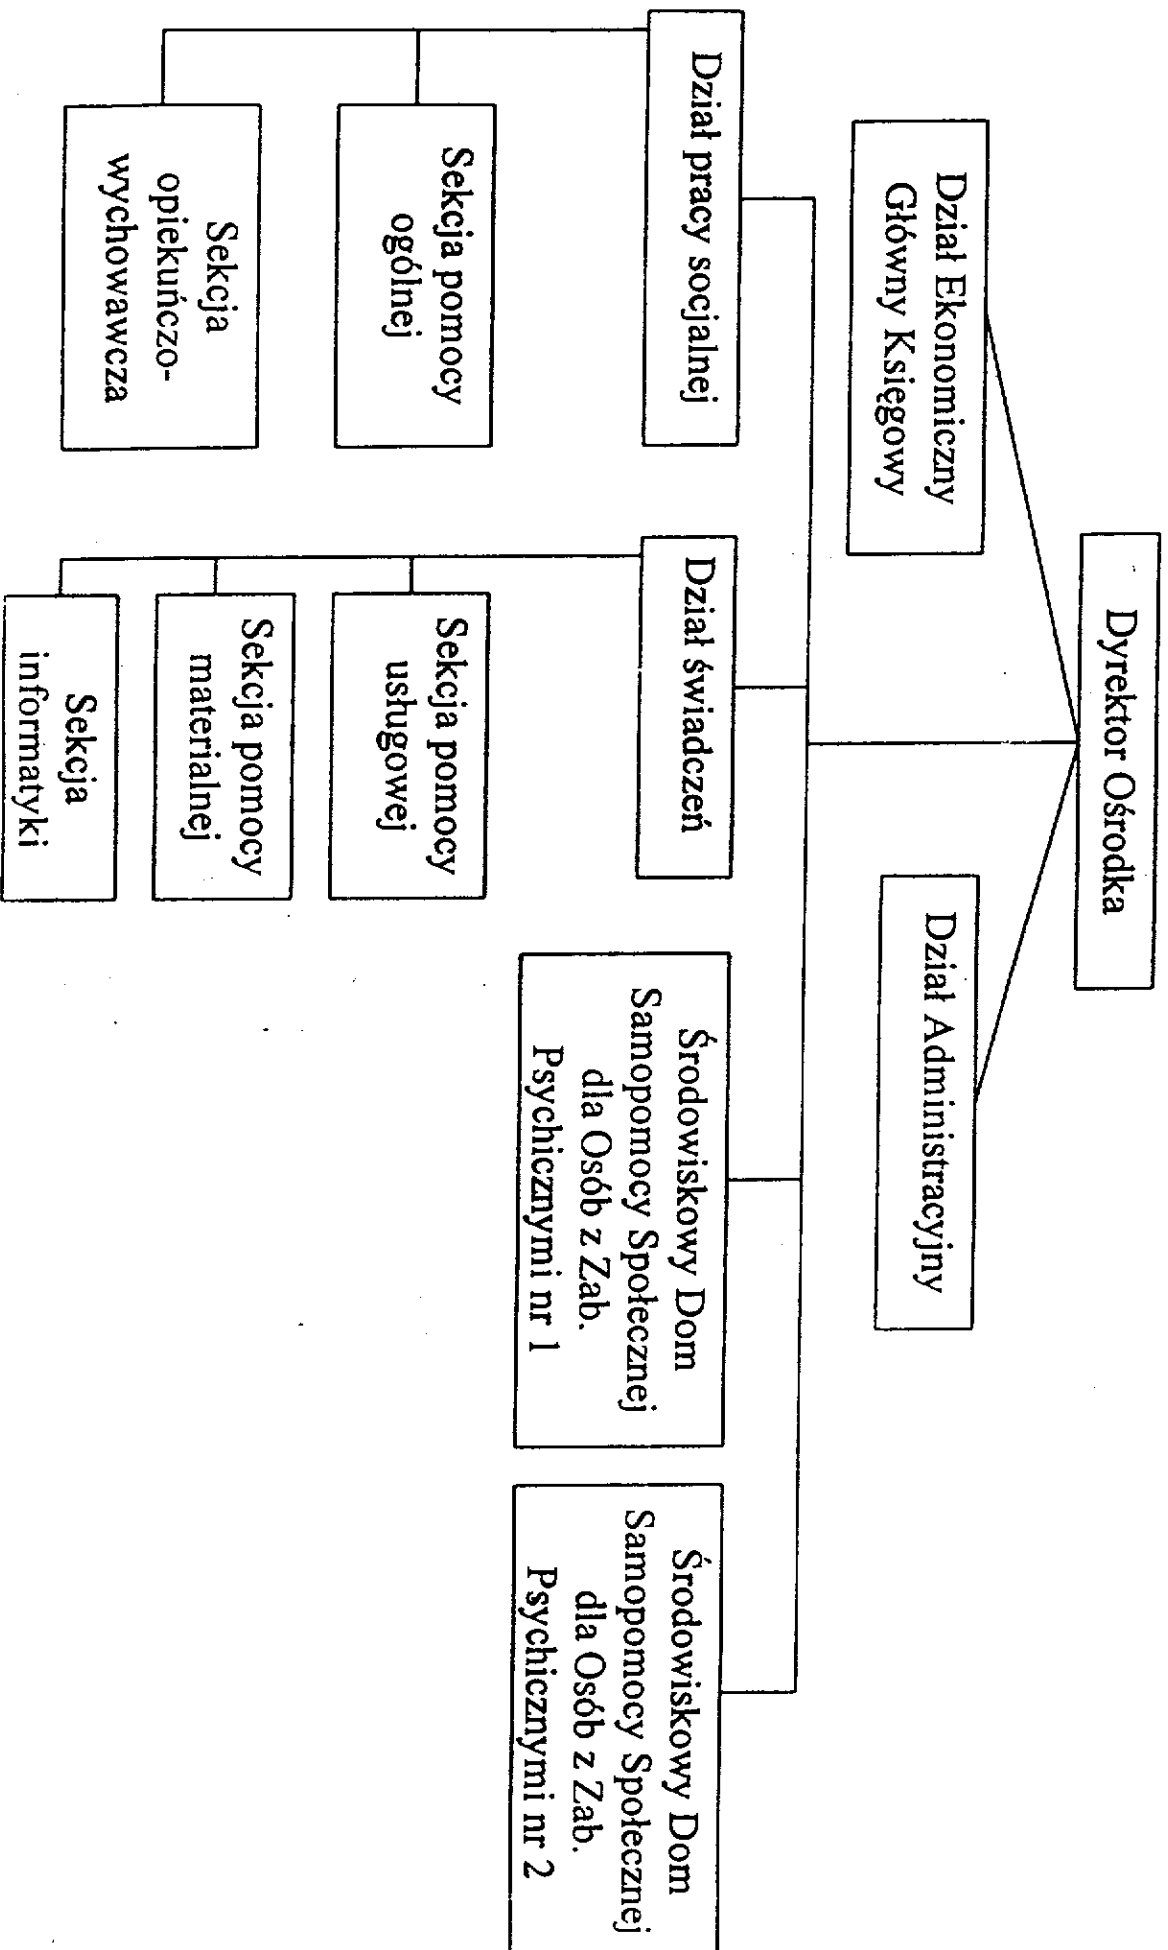 Dyrektor Ośrodka
Dział Ekonomiczny
Główny Księgowy
Dział Administracyjny
Dział pracy socjalnej
Sekcja pomocy
ogólnej
Sekcja
opiekuńczo-
wychowawcza
Dział świadczeń
Sekcja pomocy
usługowej
Sekcja pomocy
materialnej
Sekcja
informatyki
Środowiskowy Dom
Samopomocy Społecznej
dla Osób z Zab.
Psychicznymi nr 1
Środowiskowy Dom
Samopomocy Społecznej
dla Osób z Zab.
Psychicznymi nr 2